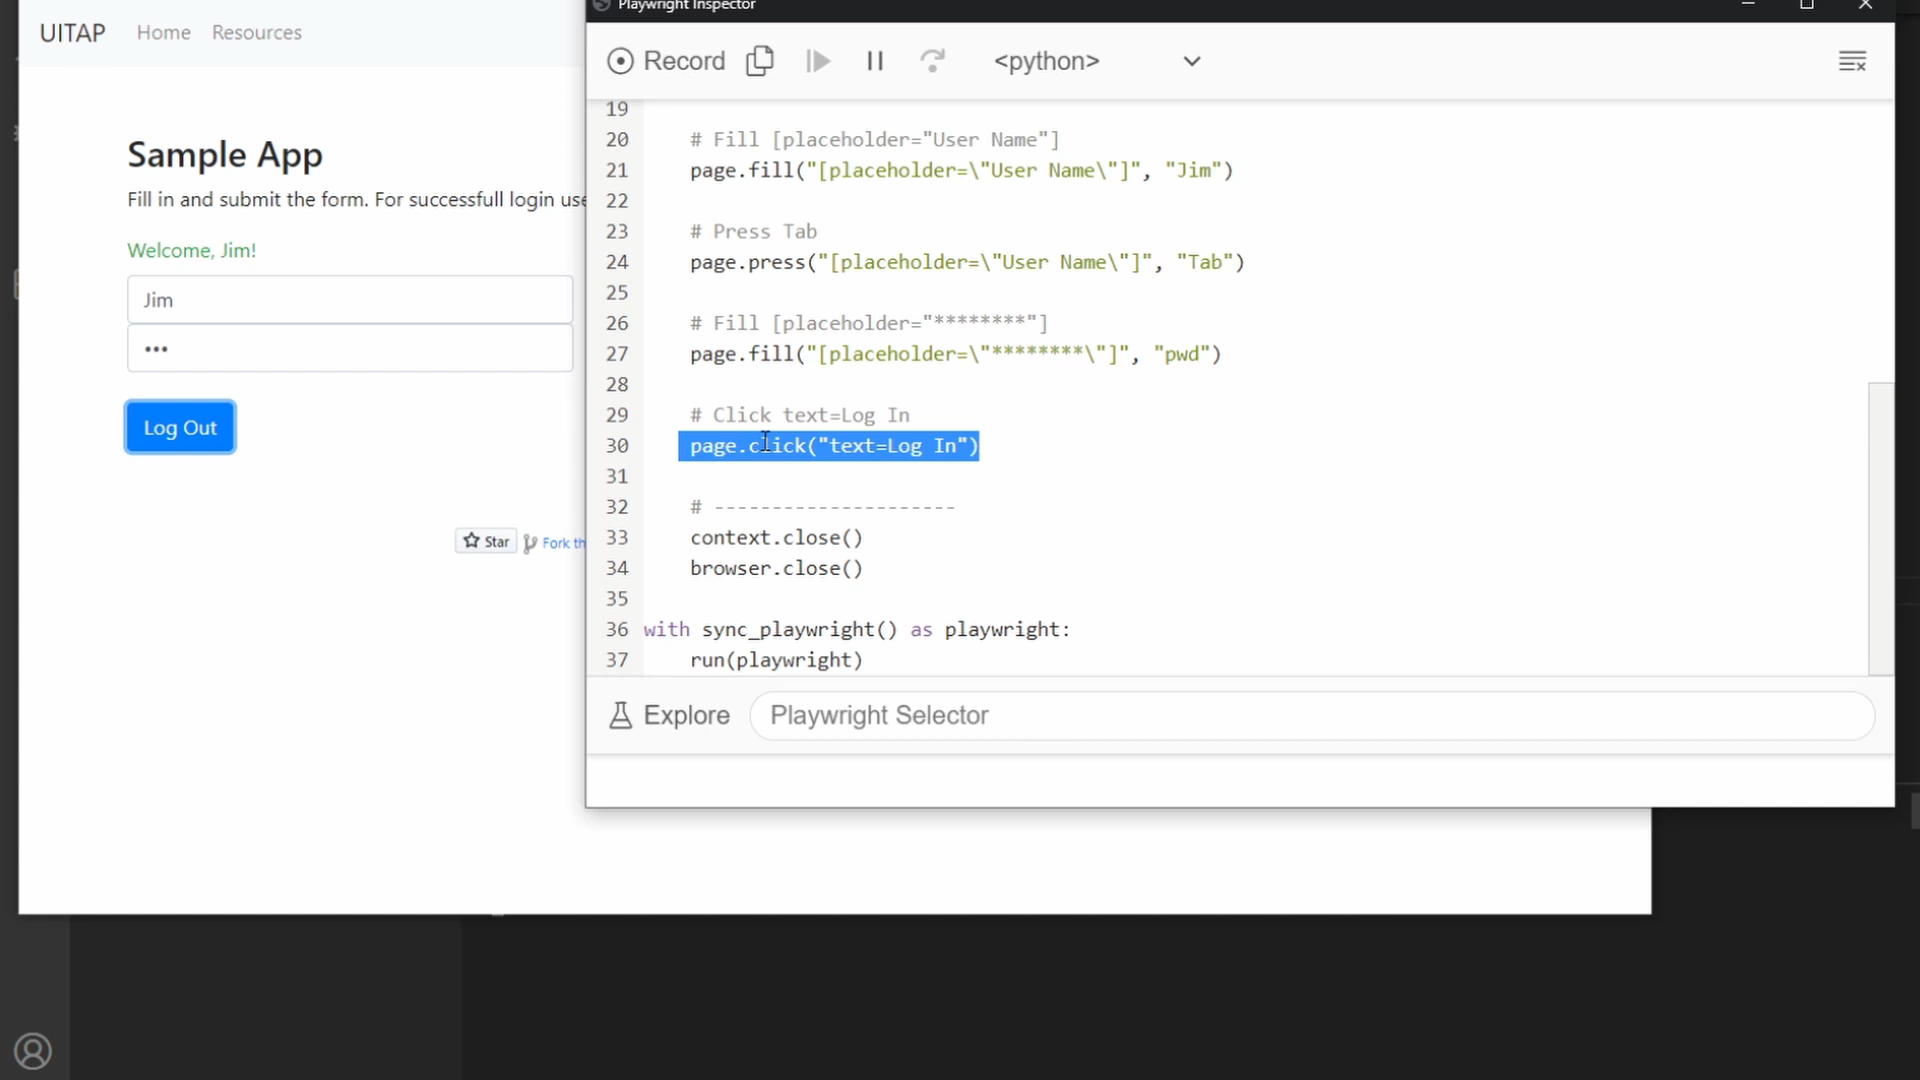 UITAP Home Resources
Sample App
Fill in and submit the form. For successfull login use
Welcome, Jim!
Jim
•••
Log Out
Star
Fork th
Playwright Inspector
Record
<python>
19
20 # Fill [placeholder="User Name"]
21 page.fill("[placeholder=\"User Name\"]", "Jim")
22
23 # Press Tab
24 page.press("[placeholder=\"User Name\"]", "Tab")
25
26 # Fill [placeholder="********"]
27 page.fill("[placeholder=\"********\"]", "pwd")
28
29 # Click text=Log In
30 page.click("text=Log In")
31
32 # ---------------------
33 context.close()
34 browser.close()
35
36 with sync_playwright() as playwright:
37 run(playwright)
Explore Playwright Selector